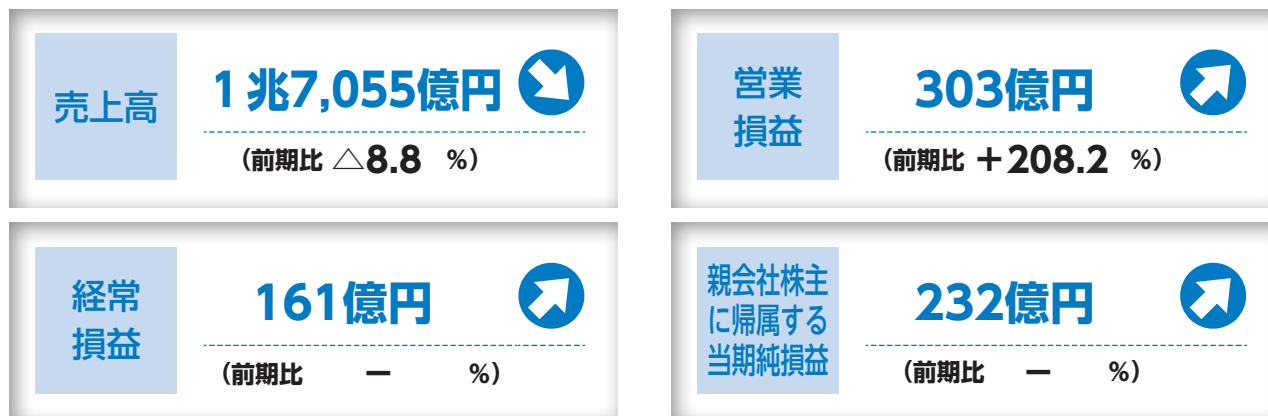 売上高
1兆7,055億円
(前期比 △8.8 %)
営業
損益
303億円
(前期比 +208.2 %)
経常
損益
161億円
(前期比 － %)
親会社株主
に帰属する
当期純損益
232億円
(前期比 － %)